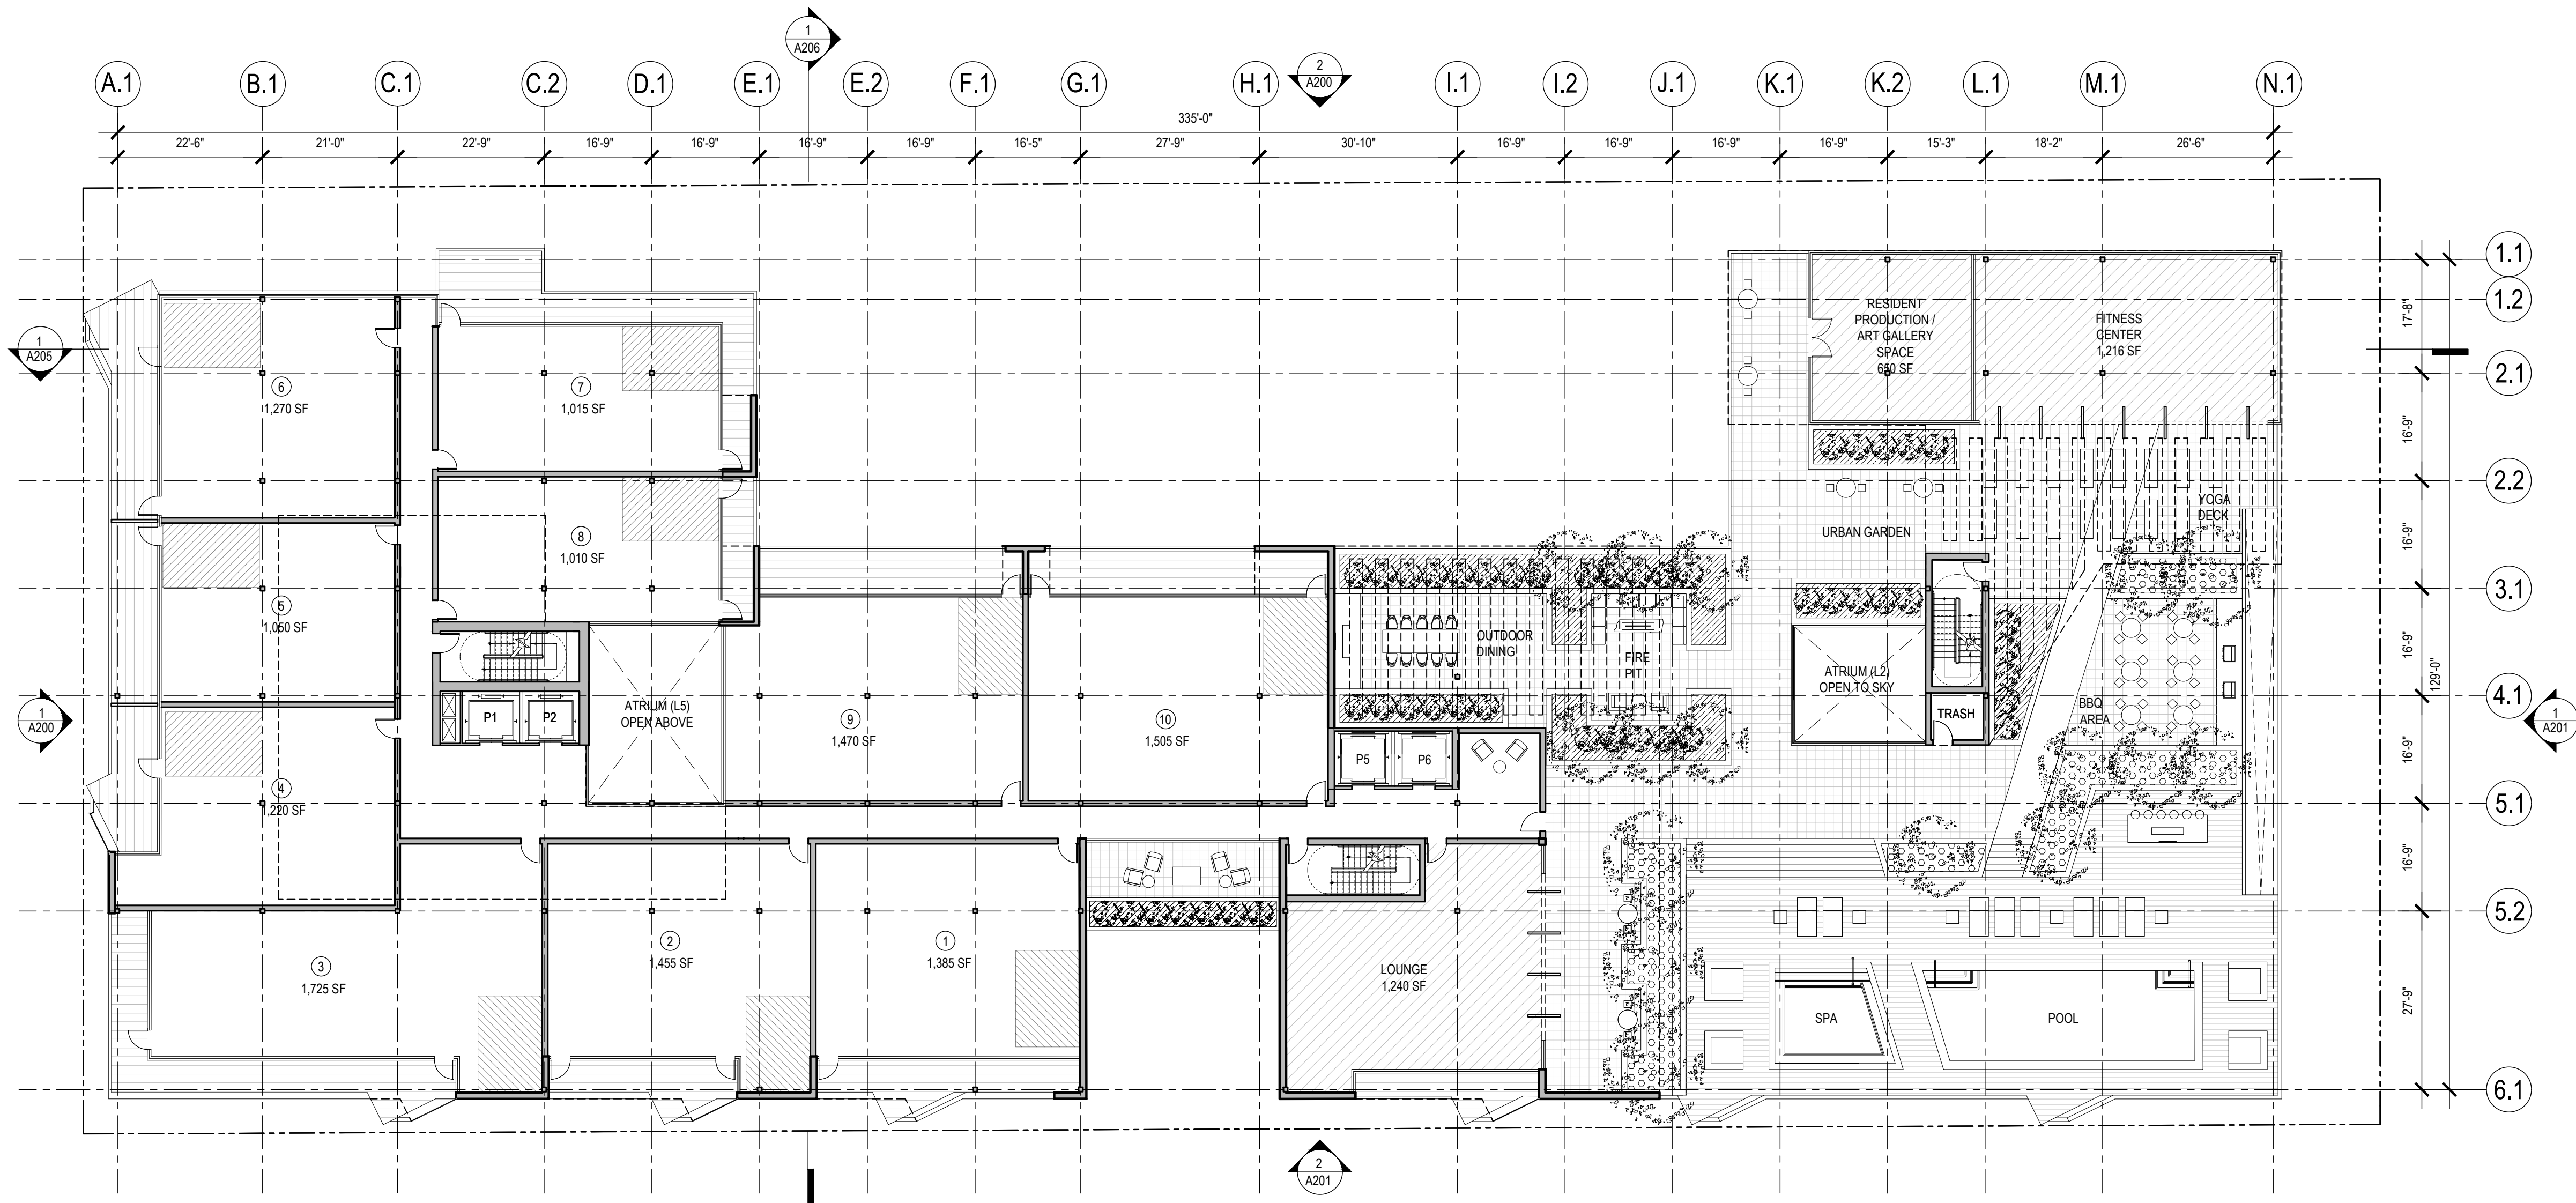 1
A206
2
A200
A.1
B.1
C.1
C.2
D.1
E.1
E.2
F.1
G.1
H.1
I.1
I.2
J.1
K.1
K.2
L.1
M.1
N.1
335'-0"
22'-6"
21'-0"
22'-9"
16'-9"
16'-9"
16'-9"
16'-9"
16'-5"
27'-9"
30'-10"
16'-9"
16'-9"
16'-9"
16'-9"
15'-3"
18'-2"
26'-6"
1.1
1.2
2.1
2.2
3.1
4.1
5.1
5.2
6.1
17'-8"
16'-9"
16'-9"
16'-9"
16'-9"
16'-9"
27'-9"
129'-0"
1
A205
1
A200
1
A201
2
A201
6
1,270 SF
7
1,015 SF
8
1,010 SF
5
1,050 SF
4
1,220 SF
3
1,725 SF
2
1,455 SF
1
1,385 SF
9
1,470 SF
10
1,505 SF
P1
P2
ATRIUM (L5)
OPEN ABOVE
P5
P6
OUTDOOR
DINING
FIRE
PIT
LOUNGE
1,240 SF
RESIDENT
PRODUCTION /
ART GALLERY
SPACE
650 SF
FITNESS
CENTER
1,216 SF
YOGA
DECK
URBAN GARDEN
ATRIUM (L2)
OPEN TO SKY
TRASH
BBQ
AREA
SPA
POOL